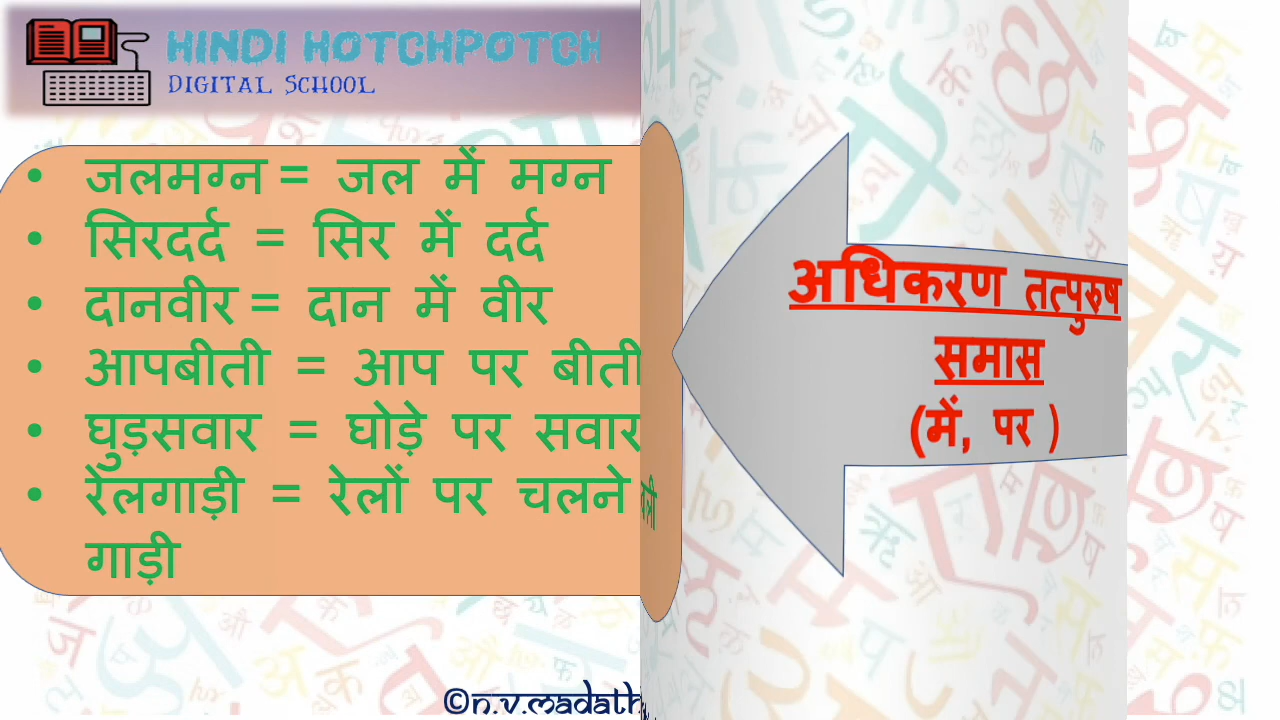 HINDI HOTCHPOTCH
DIGITAL SCHOOL
• जलमग्न = जल में मग्न
• सिरदर्द = सिर में दर्द
• दानवीर = दान में वीर
• आपबीती = आप पर बीती
• घुड़सवार = घोड़े पर सवार
• रेलगाड़ी = रेलों पर चलने
गाड़ी
अधिकरण तत्पुरुष
समास
(में, पर )
©n.v.madath